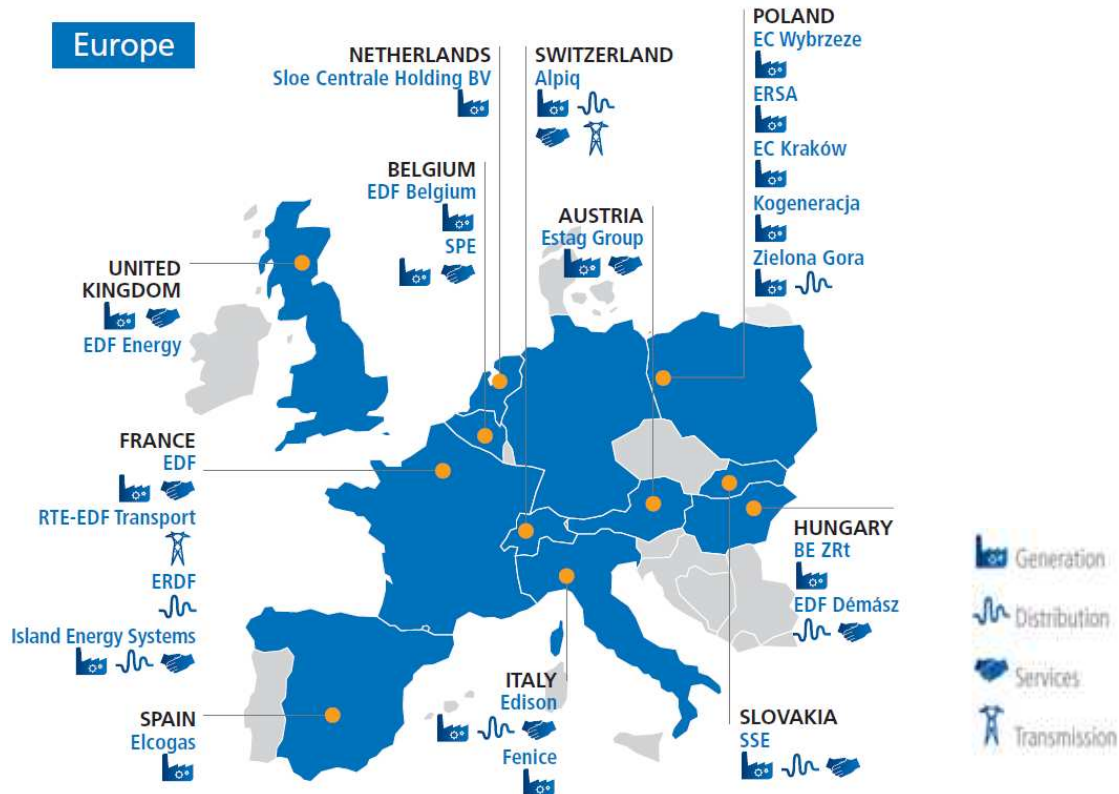 Europe
NETHERLANDS
Sloe Centrale Holding BV
SWITZERLAND
Alpiq
POLAND
EC Wybrzeze
ERSA
EC Kraków
Kogeneracja
Zielona Gora
BELGIUM
EDF Belgium
SPE
AUSTRIA
Estag Group
UNITED
KINGDOM
EDF Energy
FRANCE
EDF
RTE-EDF Transport
ERDF
Island Energy Systems
HUNGARY
BE ZRt
EDF Démász
SPAIN
Elcogas
ITALY
Edison
Fenice
SLOVAKIA
SSE
Generation
Distribution
Services
Transmission